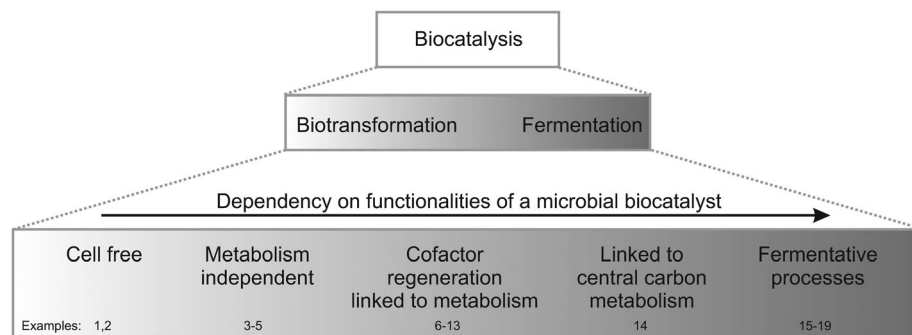 Biocatalysis
Biotransformation Fermentation
Dependency on functionalities of a microbial biocatalyst
Cell free
Metabolism
independent
Cofactor
regeneration
linked to metabolism
Linked to
central carbon
metabolism
Fermentative
processes
Examples: 1,2 3-5 6-13 14 15-19